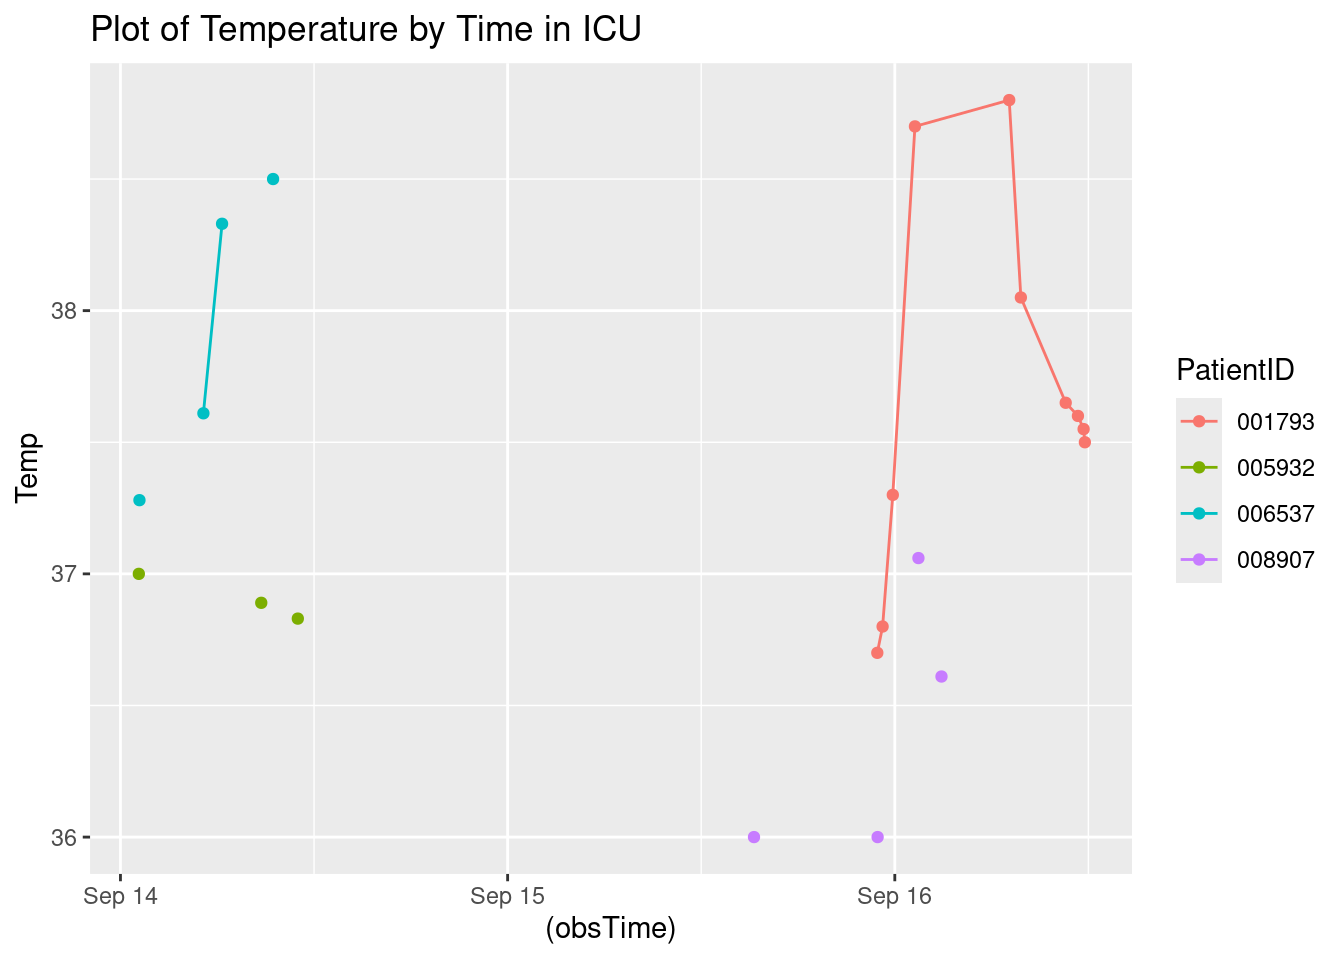 Plot of Temperature by Time in ICU
Temp
38
37
36
Sep 14
Sep 15
Sep 16
(obsTime)
PatientID
001793
005932
006537
008907